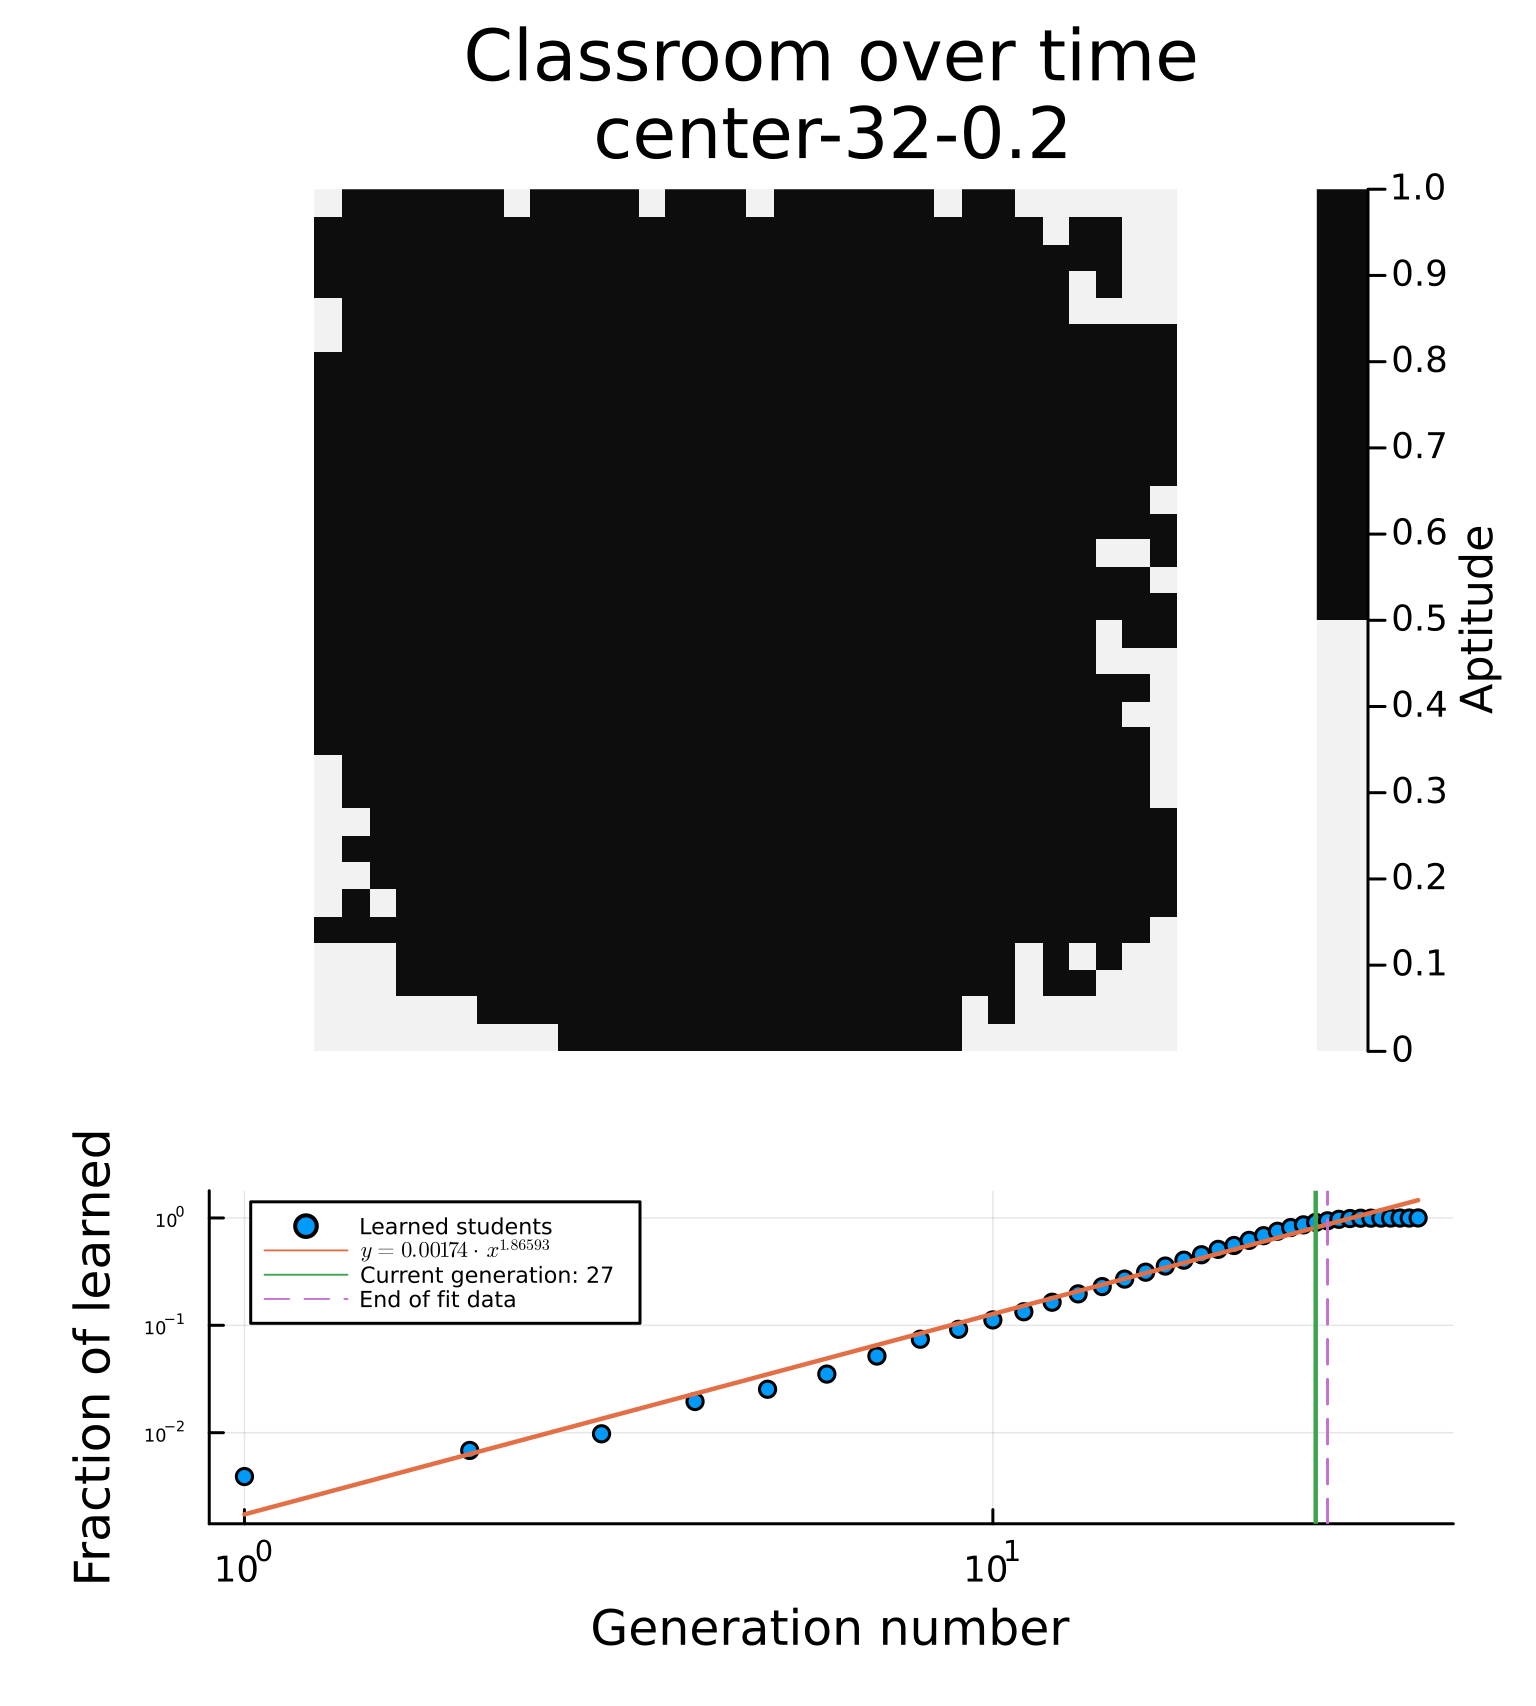 Classroom over time
center-32-0.2
1.0
0.9
0.8
0.7
0.6
0.5
0.4
0.3
0.2
0.1
0
Aptitude
Fraction of learned
10⁰
10⁻¹
10⁻²
Learned students
y = 0.00174 · x^1.86593
Current generation: 27
End of fit data
10⁰
10¹
Generation number